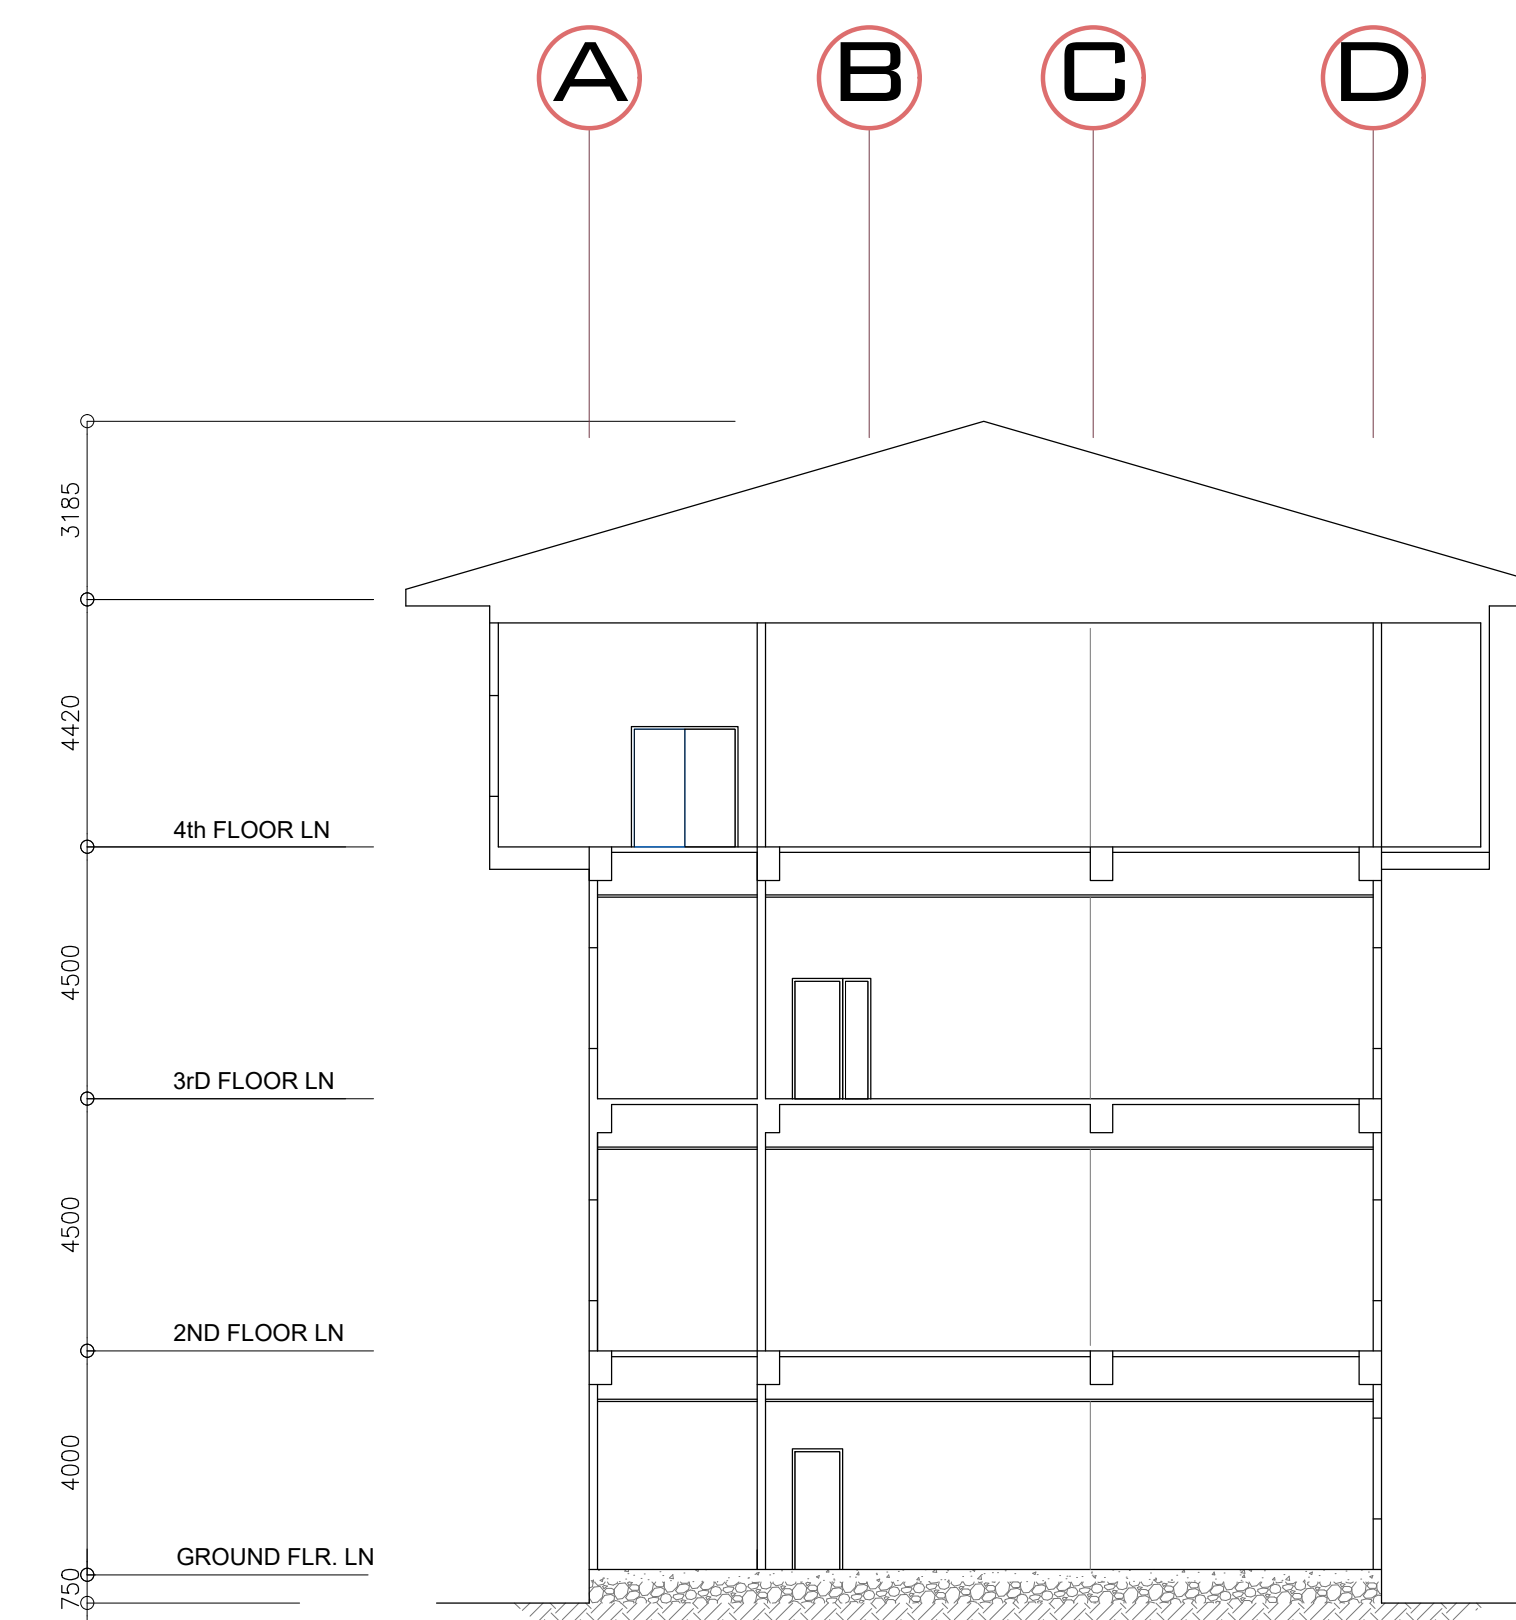 A B C D
3185
4420
4th FLOOR LN
4500
3rD FLOOR LN
4500
2ND FLOOR LN
4000
GROUND FLR. LN
750